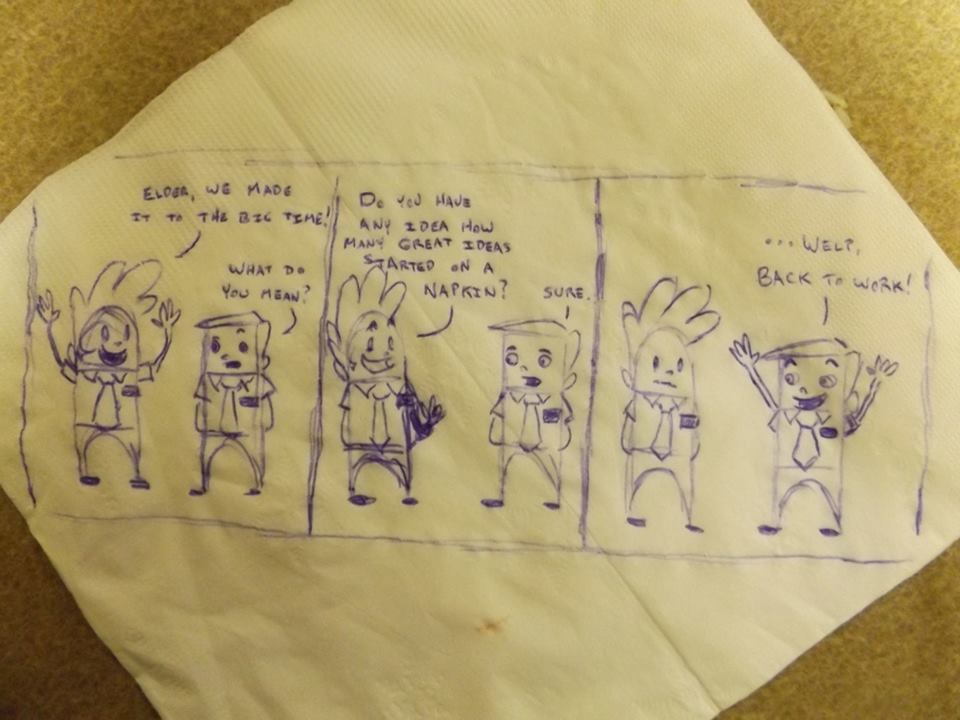 ELDER, WE MADE
IT TO THE BIG TIME!
WHAT DO
YOU MEAN?
DO YOU HAVE
ANY IDEA HOW
MANY GREAT IDEAS
STARTED ON A
NAPKIN?
SURE.
...WELP,
BACK TO WORK!